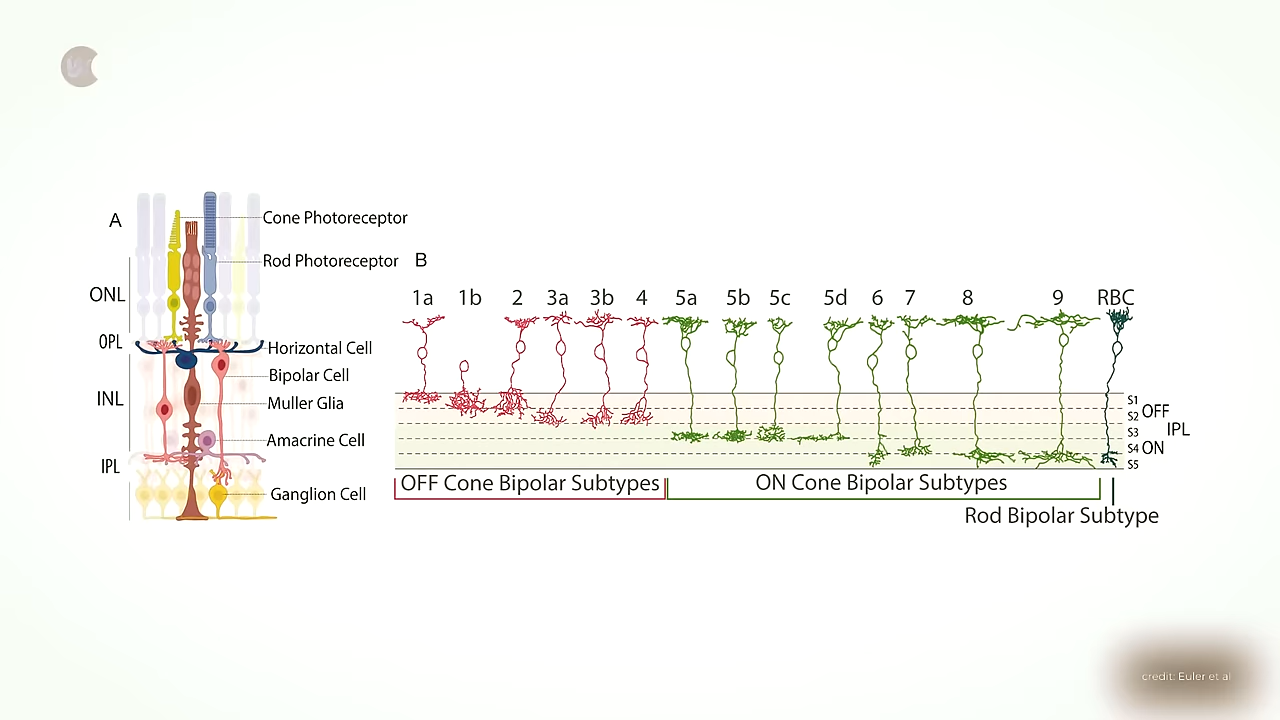 A
Cone Photoreceptor
Rod Photoreceptor
ONL
OPL
Horizontal Cell
Bipolar Cell
INL
Muller Glia
Amacrine Cell
IPL
Ganglion Cell
B
1a 1b 2 3a 3b 4 5a 5b 5c 5d 6 7 8 9 RBC
S1
OFF
S2
IPL
S3
S4 ON
S5
OFF Cone Bipolar Subtypes
ON Cone Bipolar Subtypes
Rod Bipolar Subtype
credit: Euler et al